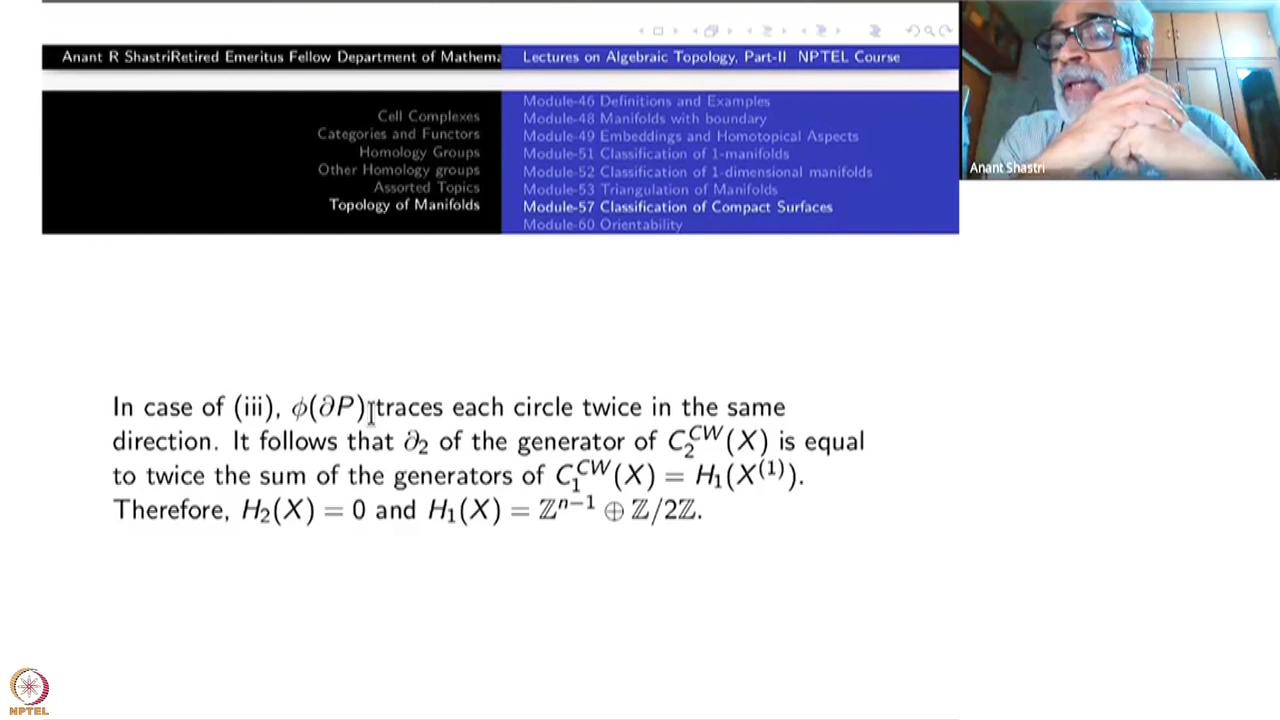 Anant R ShastriRetired Emeritus Fellow Department of Mathema
Lectures on Algebraic Topology, Part-II NPTEL Course
Cell Complexes
Categories and Functors
Homology Groups
Other Homology groups
Assorted Topics
Topology of Manifolds
Module-46 Definitions and Examples
Module-48 Manifolds with boundary
Module-49 Embeddings and Homotopical Aspects
Module-51 Classification of 1-manifolds
Module-52 Classification of 1-dimensional manifolds
Module-53 Triangulation of Manifolds
Module-57 Classification of Compact Surfaces
Module-60 Orientability
Anant Shastri
In case of (iii), ϕ(∂P) traces each circle twice in the same
direction. It follows that ∂₂ of the generator of C₂^{CW}(X) is equal
to twice the sum of the generators of C₁^{CW}(X) = H₁(X^{(1)}).
Therefore, H₂(X) = 0 and H₁(X) = ℤ^{n−1} ⊕ ℤ/2ℤ.
NPTEL